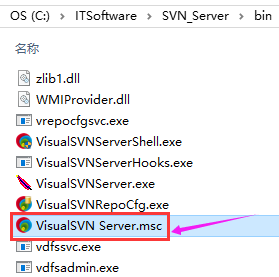 OS (C:) > ITSoftware > SVN_Server > bin
名称
zlib1.dll
WMIProvider.dll
vrepocfgsvc.exe
VisualSVNServerShell.exe
VisualSVNServerHooks.exe
VisualSVNServer.exe
VisualSVNRepoCfg.exe
VisualSVN Server.msc
vdfssvc.exe
vdfsadmin.exe